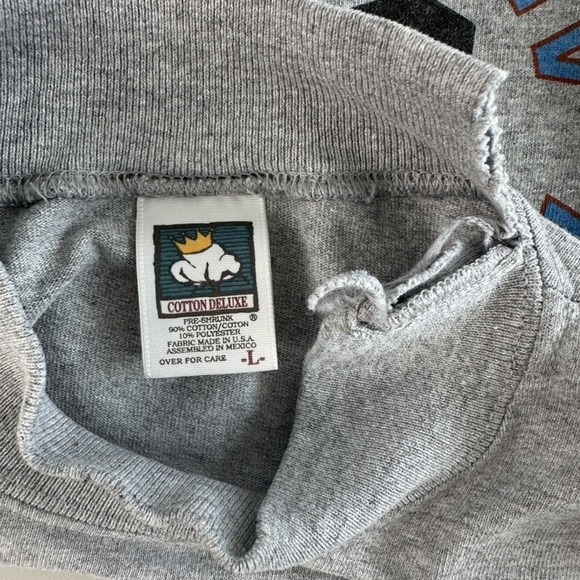 COTTON DELUXE
®
PRE-SHRUNK
90% COTTON/COTON
10% POLYESTER
FABRIC MADE IN U.S.A.
ASSEMBLED IN MEXICO
OVER FOR CARE -L-